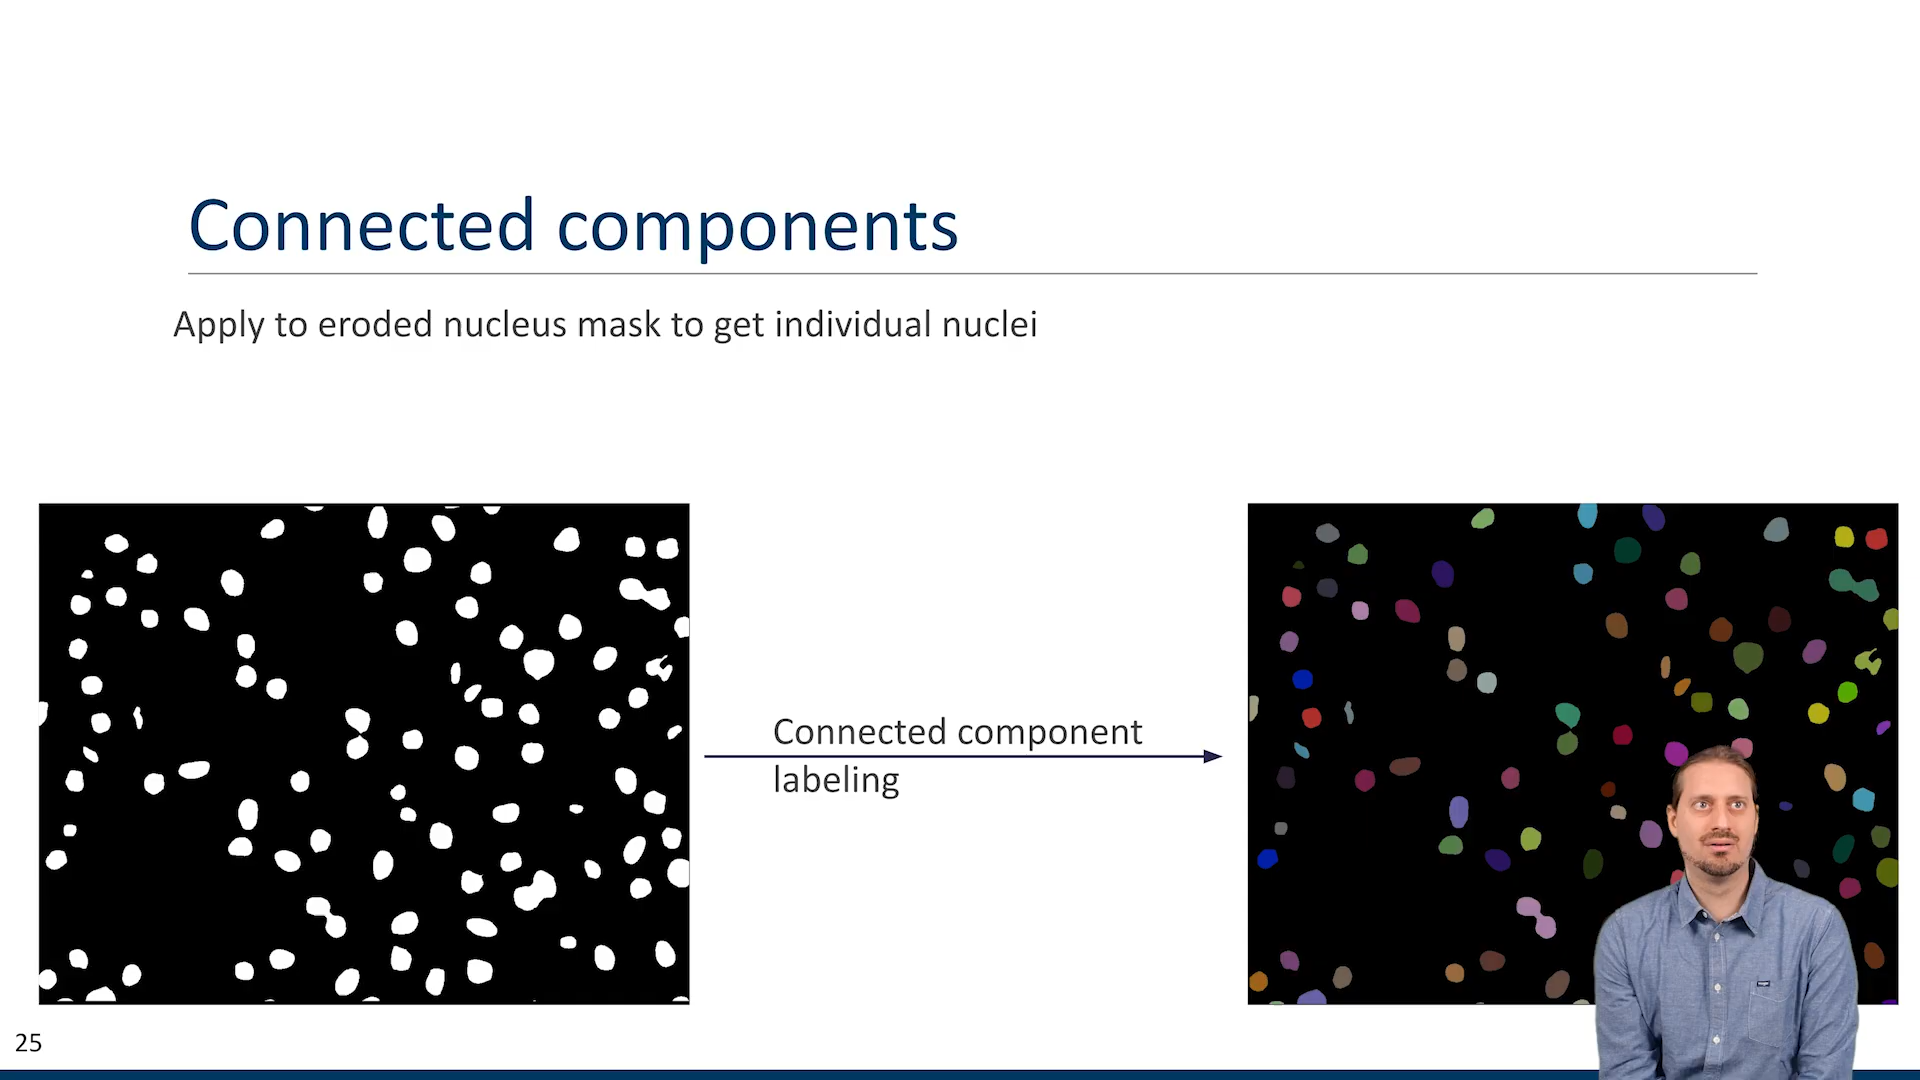 Connected components
Apply to eroded nucleus mask to get individual nuclei
Connected component
labeling
25